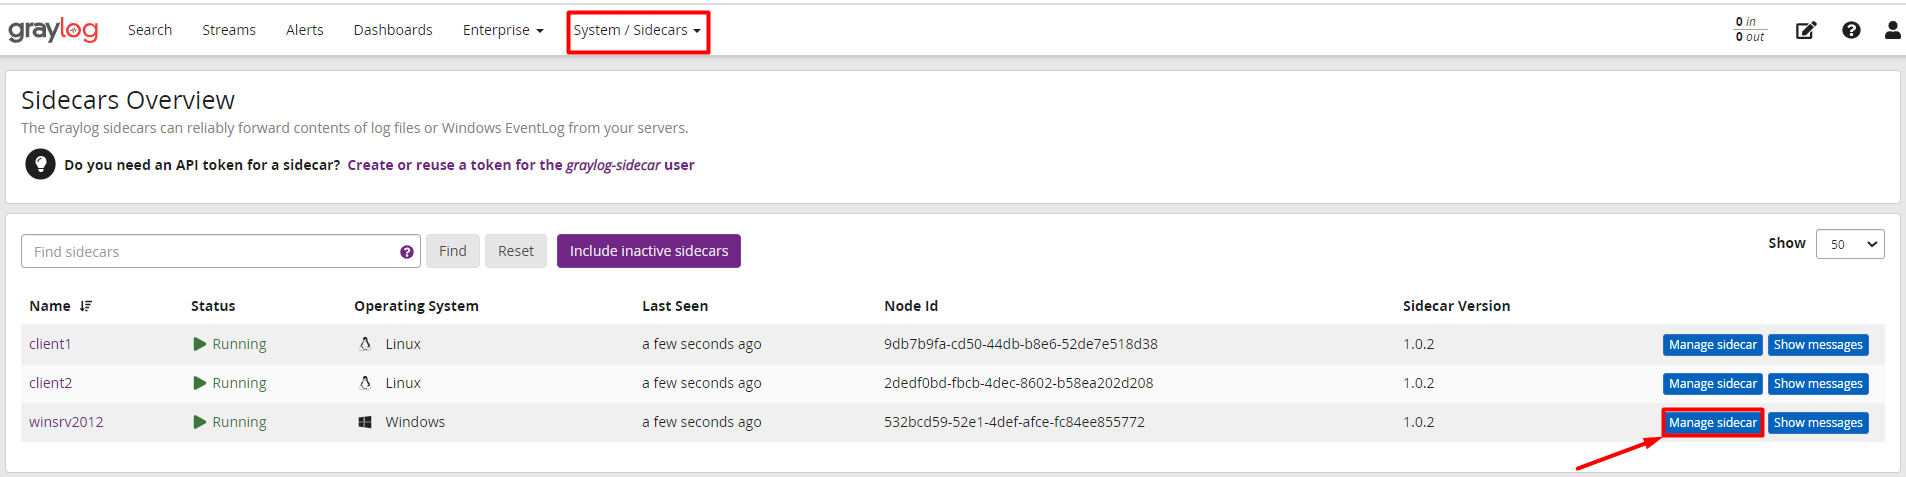 graylog Search Streams Alerts Dashboards Enterprise System / Sidecars 0 in
0 out
Sidecars Overview
The Graylog sidecars can reliably forward contents of log files or Windows EventLog from your servers.
Do you need an API token for a sidecar? Create or reuse a token for the graylog-sidecar user
Find sidecars Find Reset Include inactive sidecars Show 50
Name Status Operating System Last Seen Node Id Sidecar Version
client1 Running Linux a few seconds ago 9db7b9fa-cd50-44db-b8e6-52de7e518d38 1.0.2 Manage sidecar Show messages
client2 Running Linux a few seconds ago 2dedf0bd-fbcb-4dec-8602-b58ea202d208 1.0.2 Manage sidecar Show messages
winsrv2012 Running Windows a few seconds ago 532bcd59-52e1-4def-afce-fc84ee855772 1.0.2 Manage sidecar Show messages